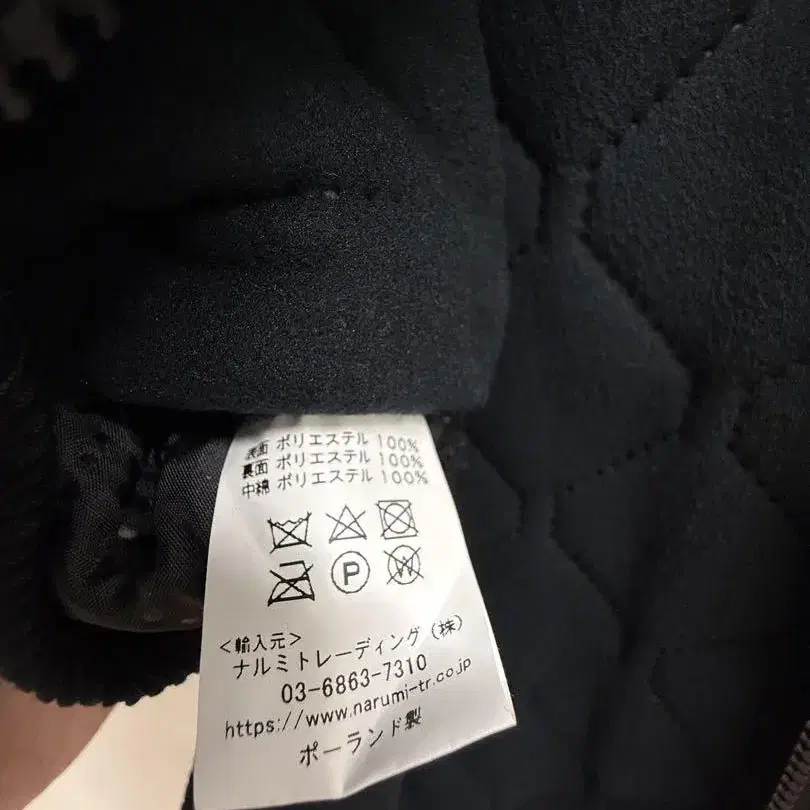 表面 ポリエステル 100%
裏面 ポリエステル 100%
中綿 ポリエステル 100%
P W
<輸入元>
ナルミトレーディング (株)
03-6863-7310
https://www.narumi-tr.co.jp
ポーランド製